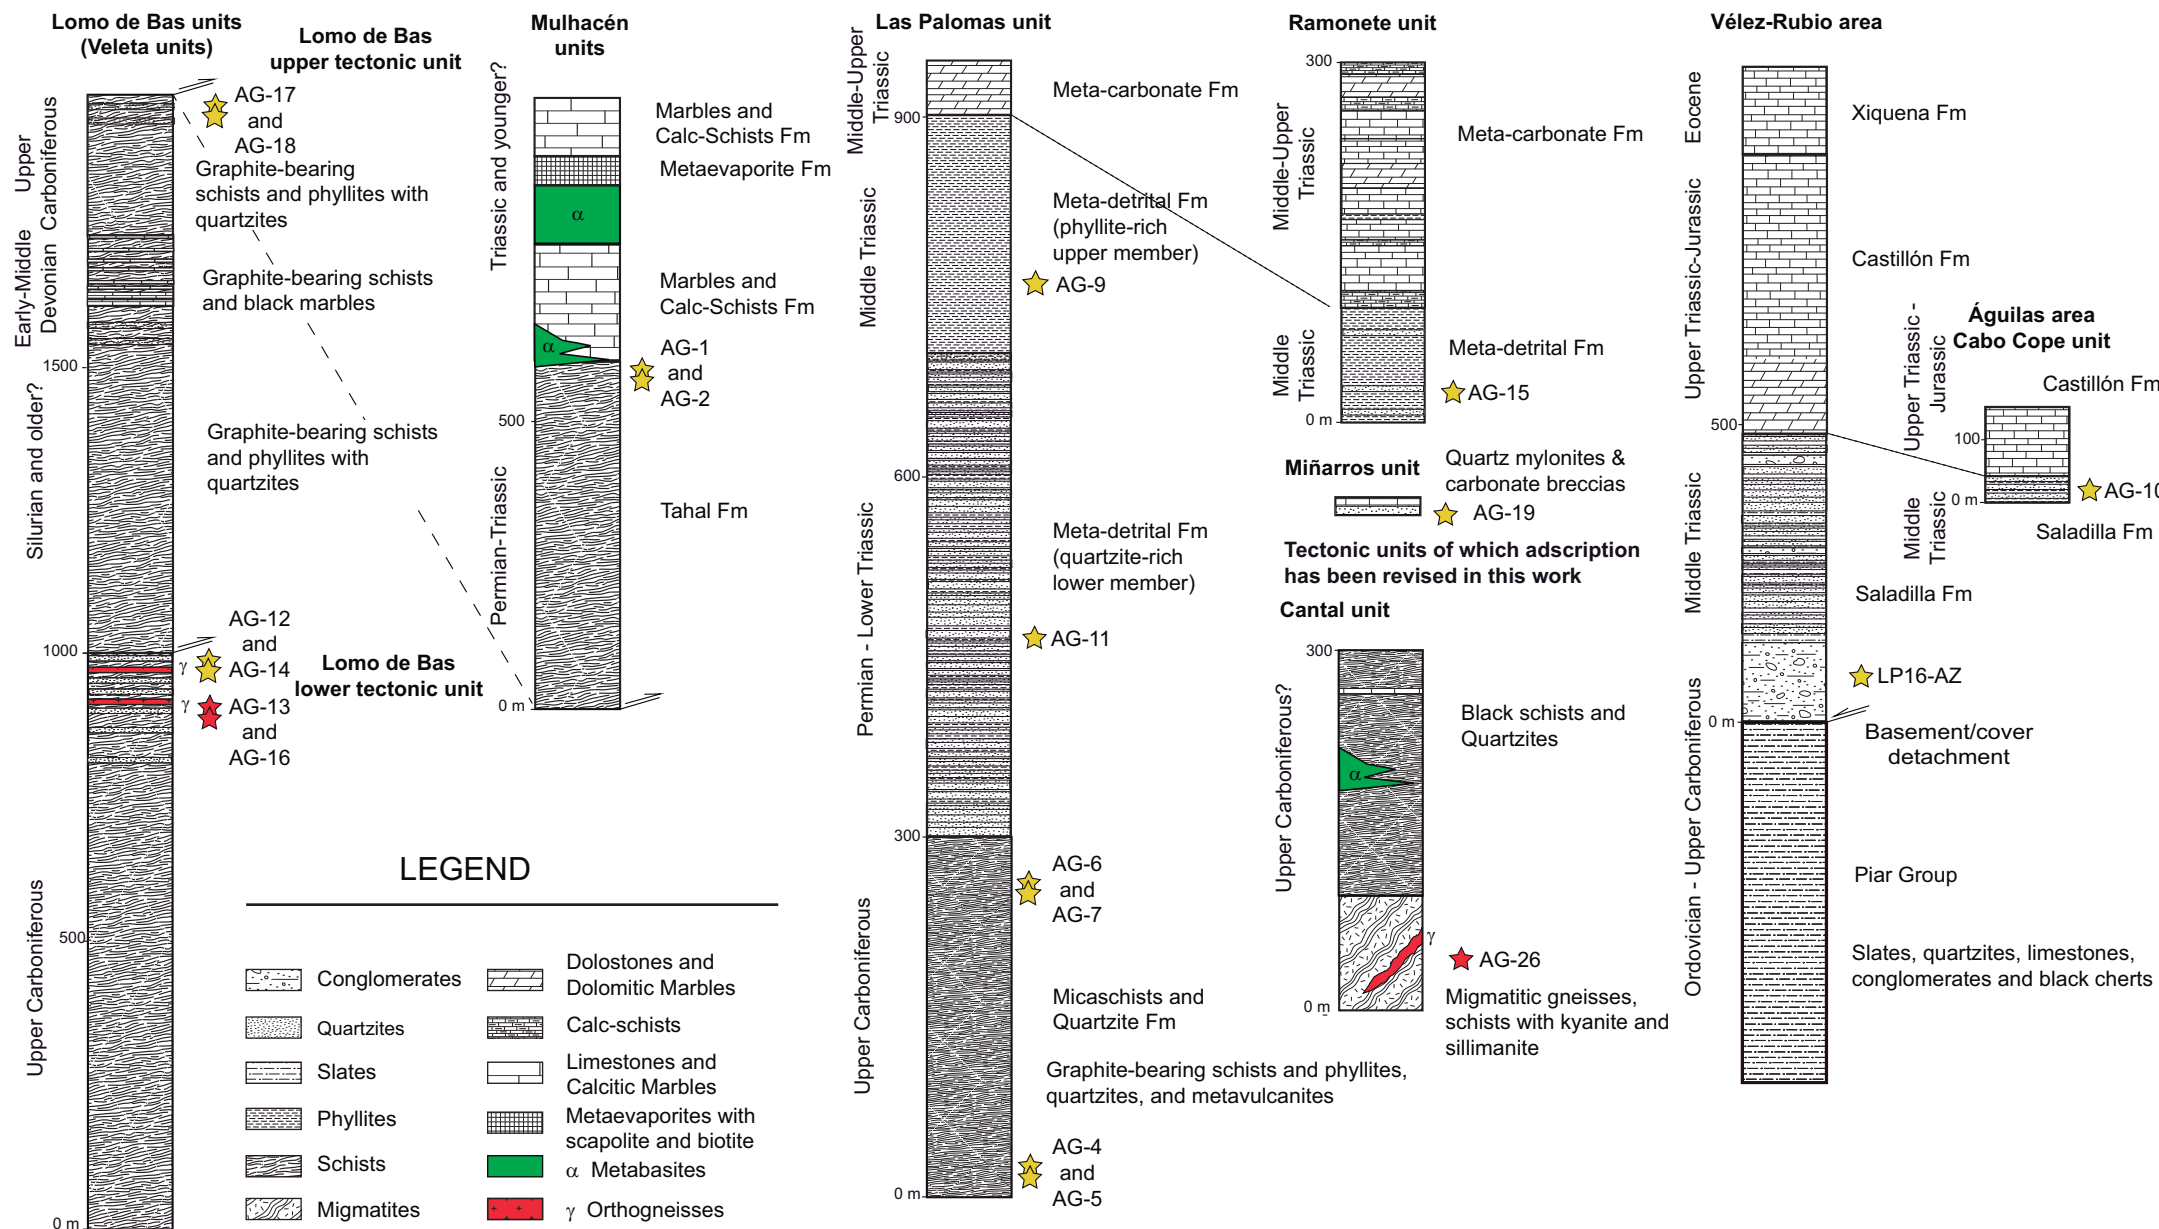 Lomo de Bas units
(Veleta units)
Lomo de Bas
upper tectonic unit
Upper
Carboniferous
Early-Middle
Devonian
Silurian and older?
Upper Carboniferous
1500
1000
500
0 m
AG-17
and
AG-18
Graphite-bearing
schists and phyllites with
quartzites
Graphite-bearing schists
and black marbles
Graphite-bearing schists
and phyllites with
quartzites
AG-12
and
AG-14
γ
γ
AG-13
and
AG-16
Lomo de Bas
lower tectonic unit
Mulhacén
units
Triassic and younger?
Permian-Triassic
500
0 m
α
α
Marbles and
Calc-Schists Fm
Metaevaporite Fm
Marbles and
Calc-Schists Fm
AG-1
and
AG-2
Tahal Fm
LEGEND
Conglomerates
Quartzites
Slates
Phyllites
Schists
Migmatites
Dolostones and
Dolomitic Marbles
Calc-schists
Limestones and
Calcitic Marbles
Metaevaporites with
scapolite and biotite
α Metabasites
γ Orthogneisses
Las Palomas unit
Middle-Upper
Triassic
Middle Triassic
Permian - Lower Triassic
Upper Carboniferous
900
600
300
0 m
Meta-carbonate Fm
Meta-detrital Fm
(phyllite-rich
upper member)
AG-9
Meta-detrital Fm
(quartzite-rich
lower member)
AG-11
AG-6
and
AG-7
Micaschists and
Quartzite Fm
Graphite-bearing schists and phyllites,
quartzites, and metavulcanites
AG-4
and
AG-5
Ramonete unit
300
Middle-Upper
Triassic
Middle
Triassic
0 m
Meta-carbonate Fm
Meta-detrital Fm
AG-15
Miñarros unit
Quartz mylonites &
carbonate breccias
AG-19
Tectonic units of which adscription
has been revised in this work
Cantal unit
300
Upper Carboniferous?
0 m
α
γ
Black schists and
Quartzites
AG-26
Migmatitic gneisses,
schists with kyanite and
sillimanite
Vélez-Rubio area
Eocene
Upper Triassic-Jurassic
Middle Triassic
Ordovician - Upper Carboniferous
500
0 m
Xiquena Fm
Castillón Fm
Saladilla Fm
LP16-AZ
Basement/cover
detachment
Piar Group
Slates, quartzites, limestones,
conglomerates and black cherts
Águilas area
Cabo Cope unit
Upper Triassic -
Jurassic
Middle
Triassic
100
0 m
Castillón Fm
AG-10
Saladilla Fm